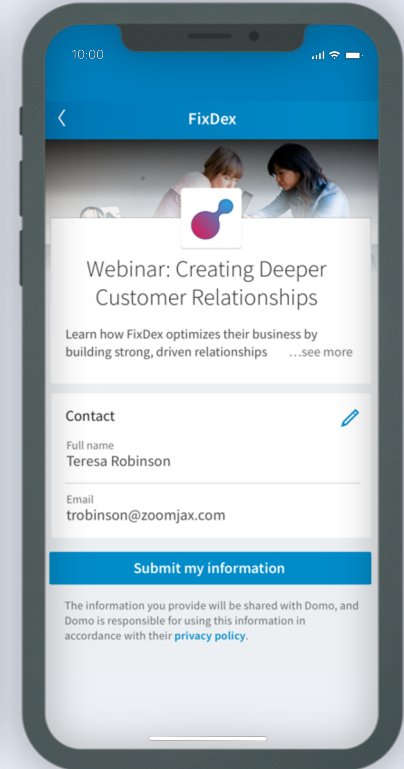 10:00
FixDex
Webinar: Creating Deeper
Customer Relationships
Learn how FixDex optimizes their business by
building strong, driven relationships ...see more
Contact
Full name
Teresa Robinson
Email
trobinson@zoomjax.com
Submit my information
The information you provide will be shared with Domo, and
Domo is responsible for using this information in
accordance with their privacy policy.